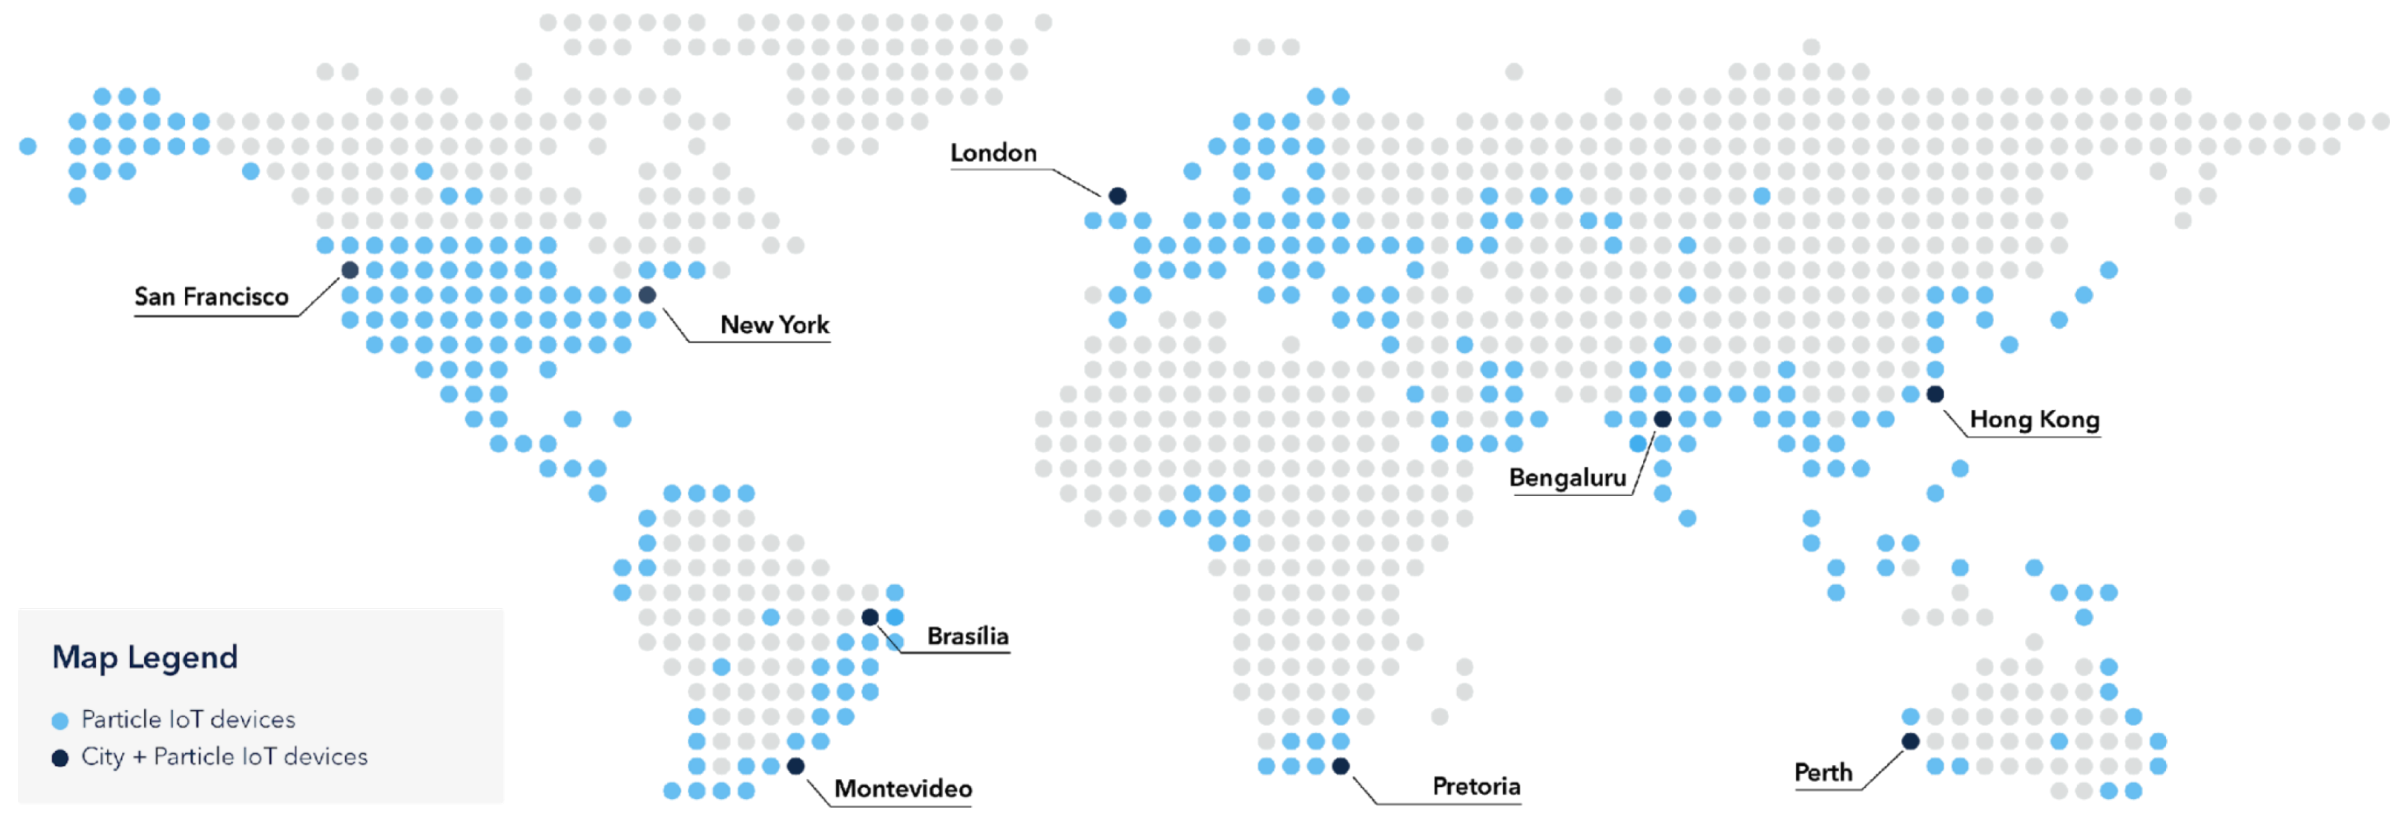 London
San Francisco
New York
Hong Kong
Bengaluru
Brasília
Map Legend
Particle IoT devices
City + Particle IoT devices
Montevideo
Pretoria
Perth